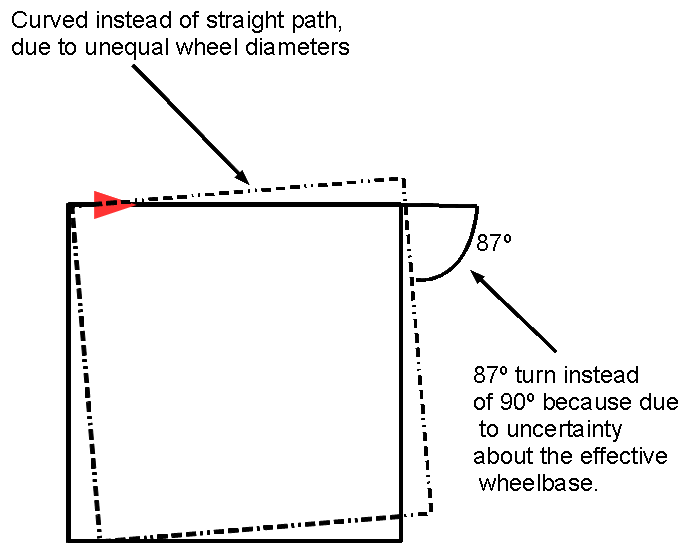 Curved instead of straight path,
due to unequal wheel diameters
87º
87º turn instead
of 90º because due
to uncertainty
about the effective
wheelbase.